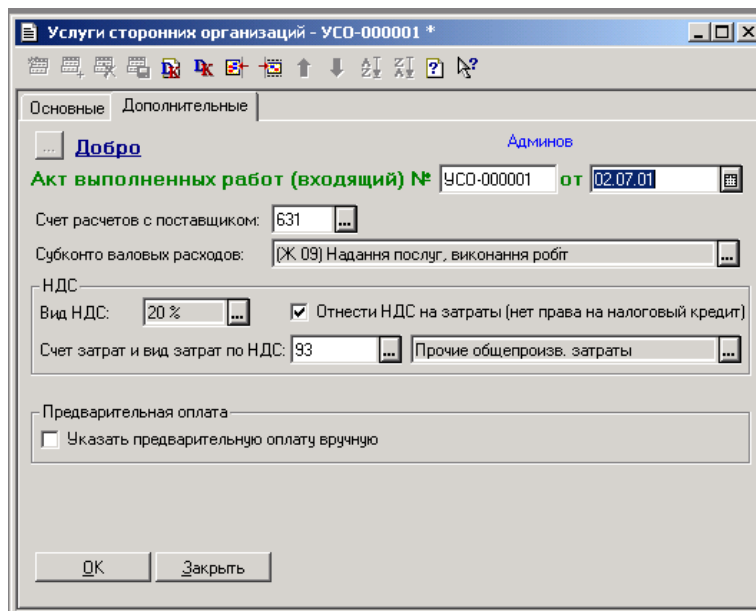 Услуги сторонних организаций - УСО-000001 *
Основные Дополнительные
... Добро Админов
Акт выполненных работ (входящий) № УСО-000001 от 02.07.01
Счет расчетов с поставщиком: 631 ...
Субконто валовых расходов: (Ж 09) Надання послуг, виконання робіт ...
НДС
Вид НДС: 20 % ... Отнести НДС на затраты (нет права на налоговый кредит)
Счет затрат и вид затрат по НДС: 93 ... Прочие общепроизв. затраты ...
Предварительная оплата
Указать предварительную оплату вручную
OK Закрыть